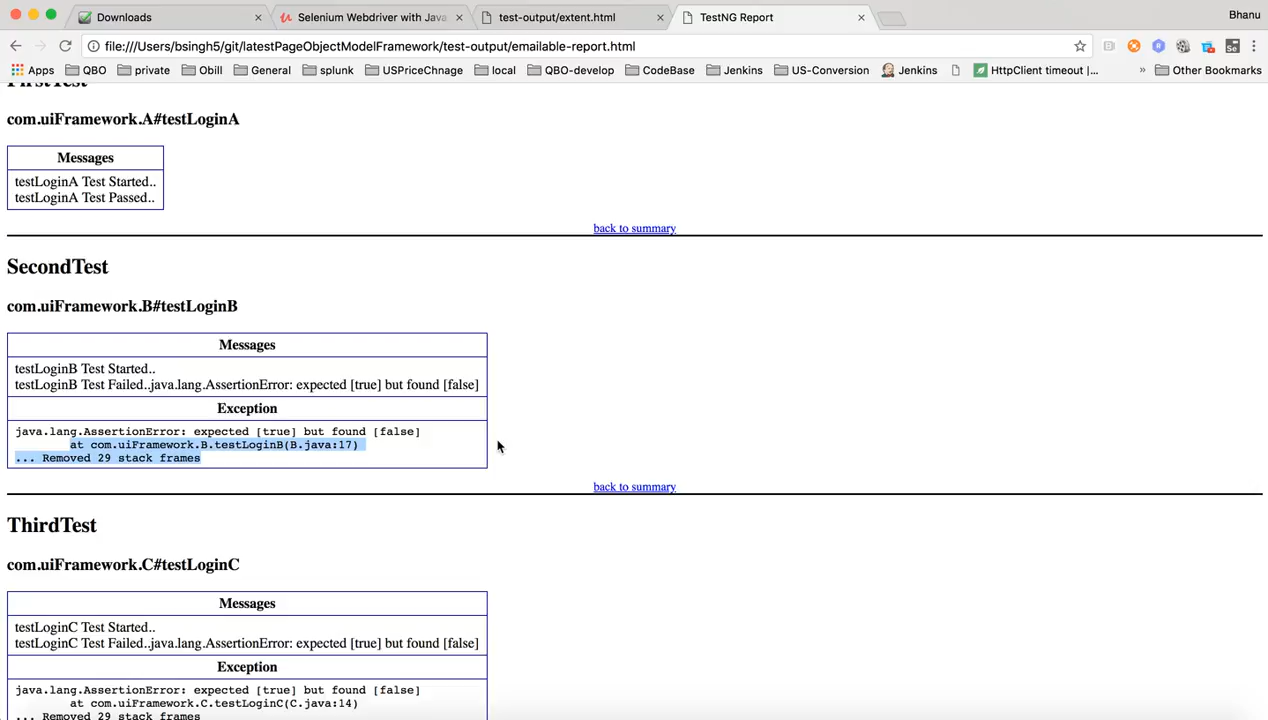 Downloads
Selenium Webdriver with Java
test-output/extent.html
TestNG Report
Bhanu
file:///Users/bsingh5/git/latestPageObjectModelFramework/test-output/emailable-report.html
Apps QBO private Obill General splunk USPriceChnage local QBO-develop CodeBase Jenkins US-Conversion Jenkins HttpClient timeout |... » Other Bookmarks
FirstTest
com.uiFramework.A#testLoginA
Messages
testLoginA Test Started..
testLoginA Test Passed..
back to summary
SecondTest
com.uiFramework.B#testLoginB
Messages
testLoginB Test Started..
testLoginB Test Failed..java.lang.AssertionError: expected [true] but found [false]
Exception
java.lang.AssertionError: expected [true] but found [false]
at com.uiFramework.B.testLoginB(B.java:17)
... Removed 29 stack frames
back to summary
ThirdTest
com.uiFramework.C#testLoginC
Messages
testLoginC Test Started..
testLoginC Test Failed..java.lang.AssertionError: expected [true] but found [false]
Exception
java.lang.AssertionError: expected [true] but found [false]
at com.uiFramework.C.testLoginC(C.java:14)
... Removed 29 stack frames